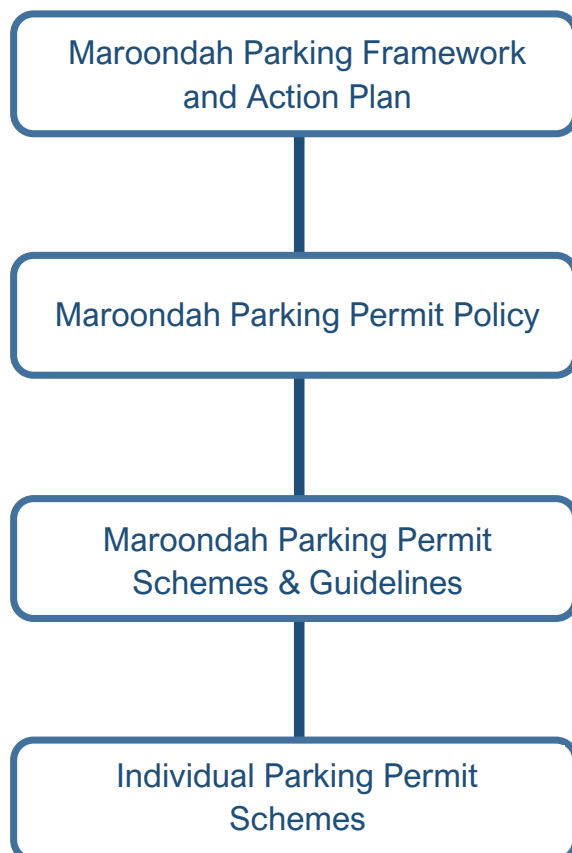 Maroondah Parking Framework
and Action Plan
Maroondah Parking Permit Policy
Maroondah Parking Permit
Schemes & Guidelines
Individual Parking Permit
Schemes